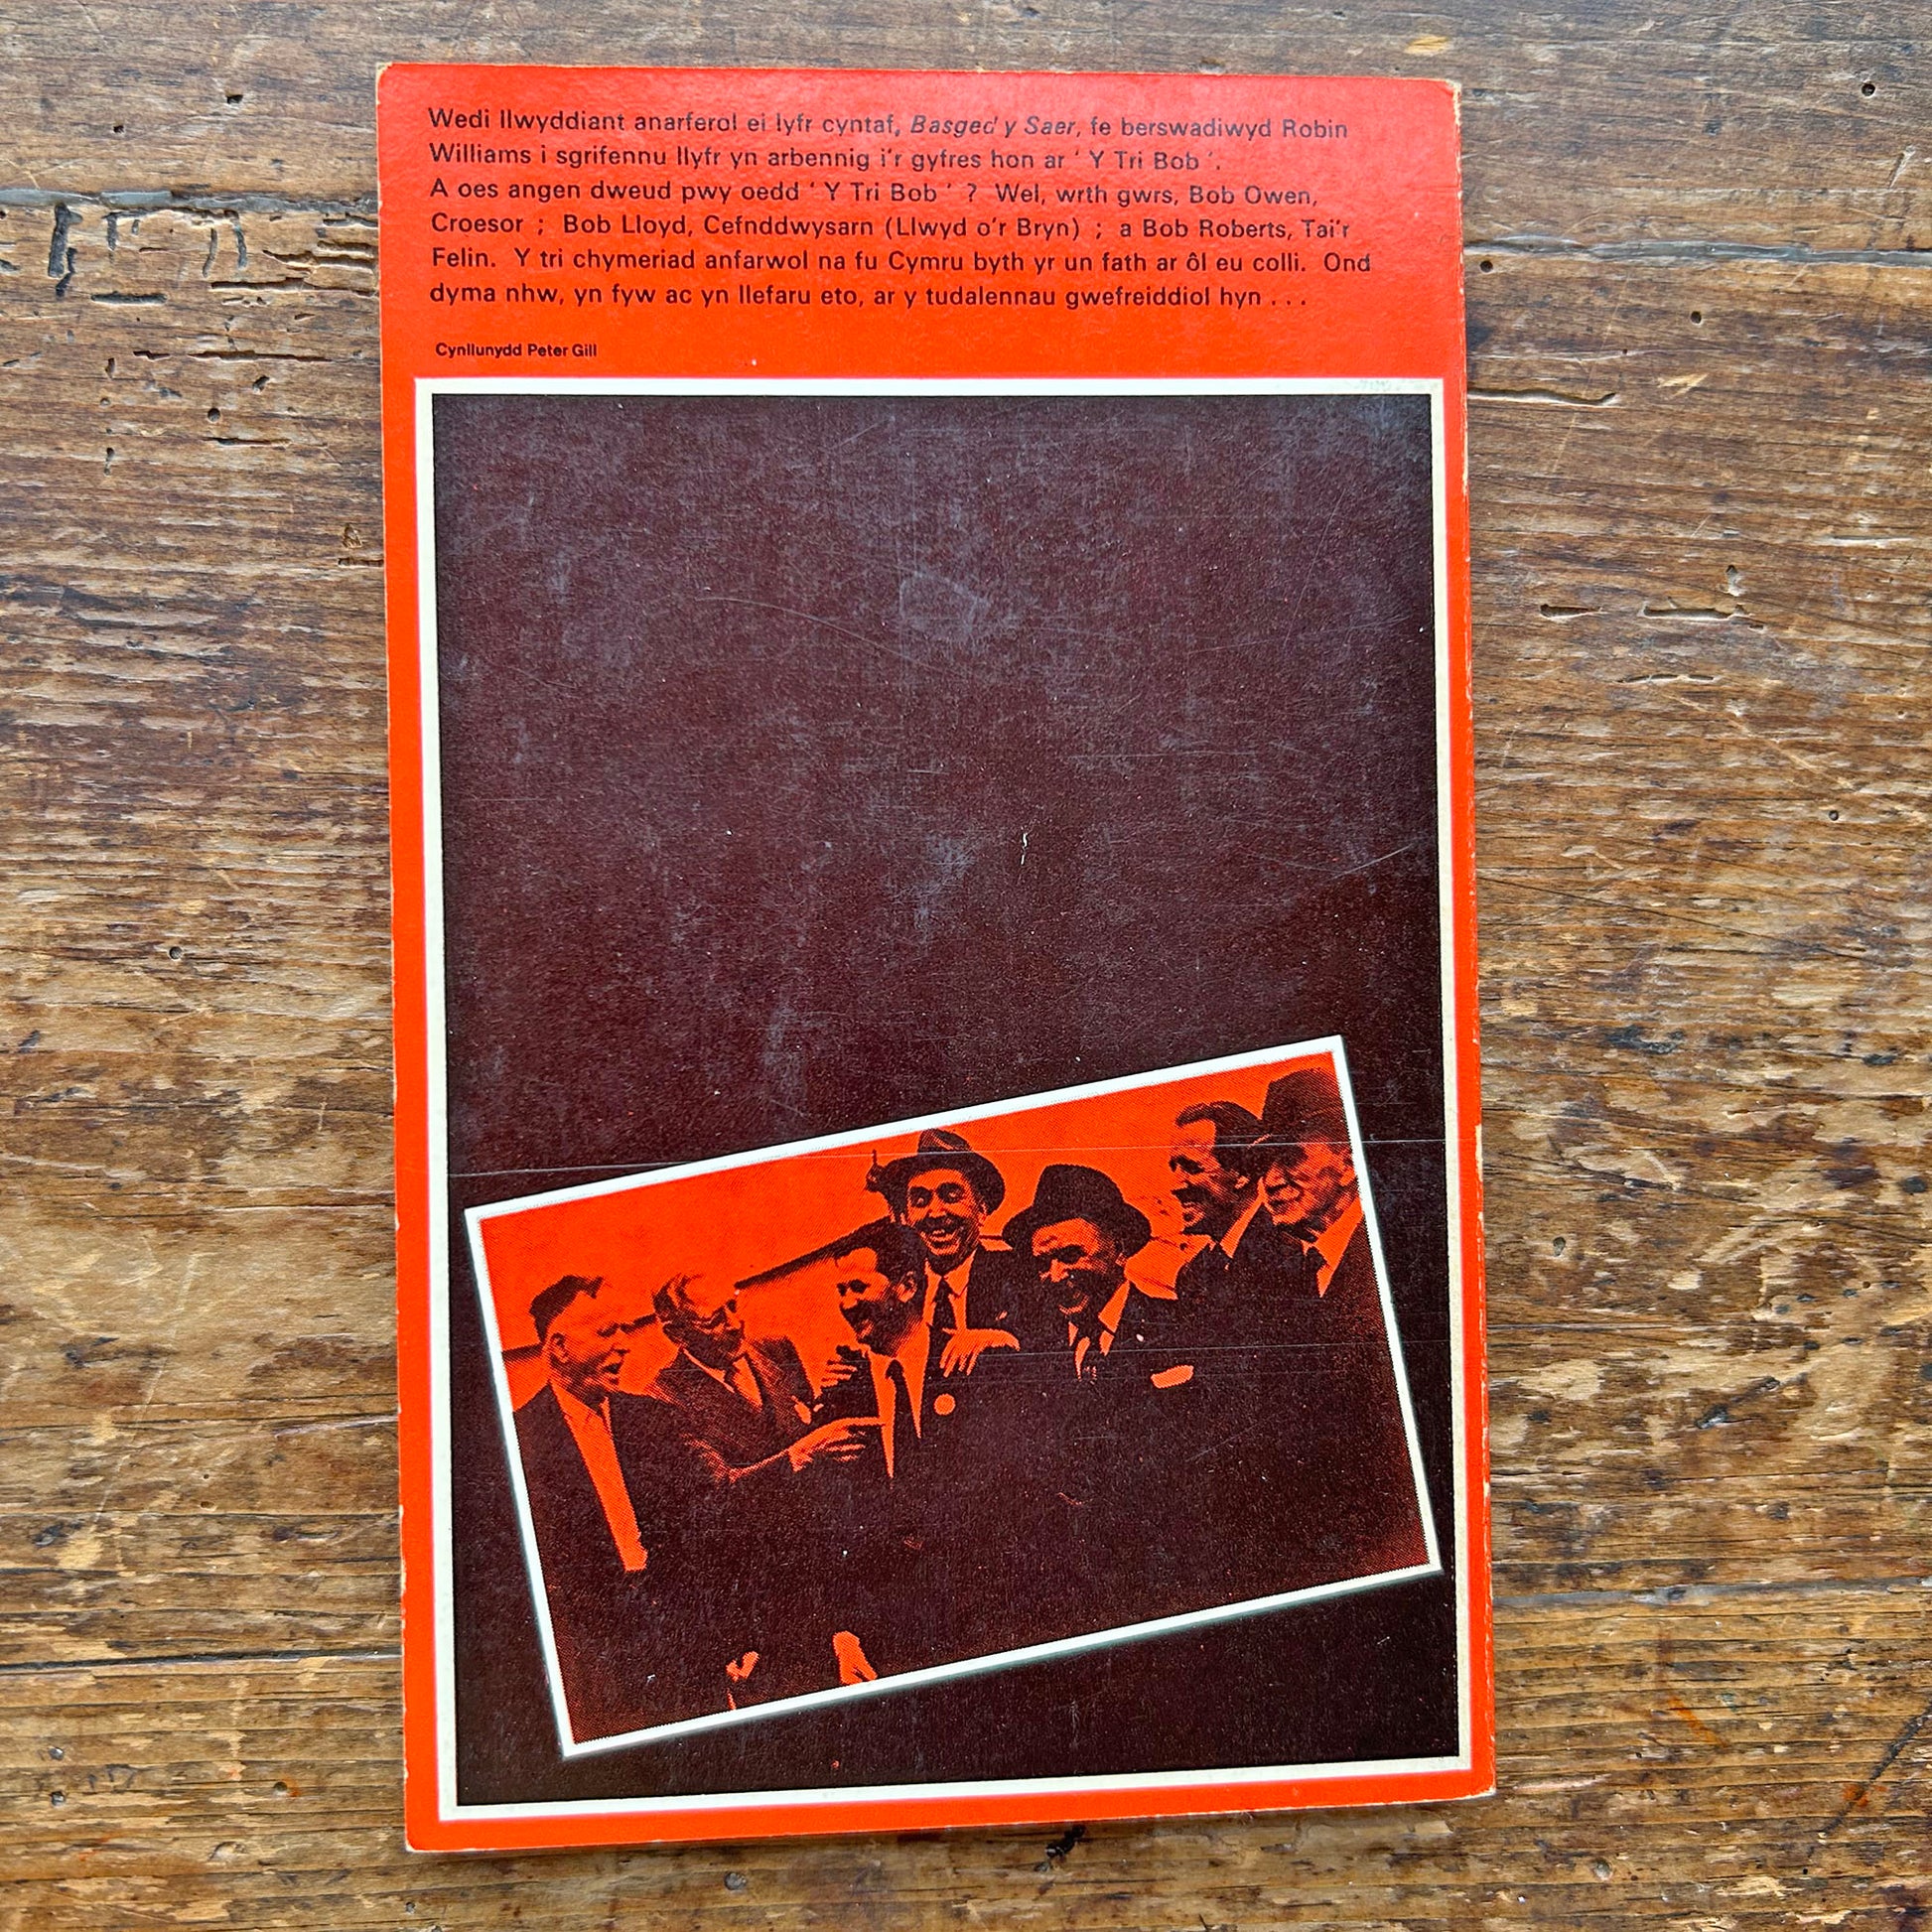 Wedi llwyddiant anarferol ei lyfr cyntaf, Basged y Saer, fe berswadiwyd Robin
Williams i sgrifennu llyfr yn arbennig i'r gyfres hon ar ' Y Tri Bob '.
A oes angen dweud pwy oedd ' Y Tri Bob ' ? Wel, wrth gwrs, Bob Owen,
Croesor ; Bob Lloyd, Cefnddwysarn (Llwyd o'r Bryn) ; a Bob Roberts, Tai'r
Felin. Y tri chymeriad anfarwol na fu Cymru byth yr un fath ar ôl eu colli. Ond
dyma nhw, yn fyw ac yn llefaru eto, ar y tudalennau gwefreiddiol hyn . . .
Cynllunydd Peter Gill